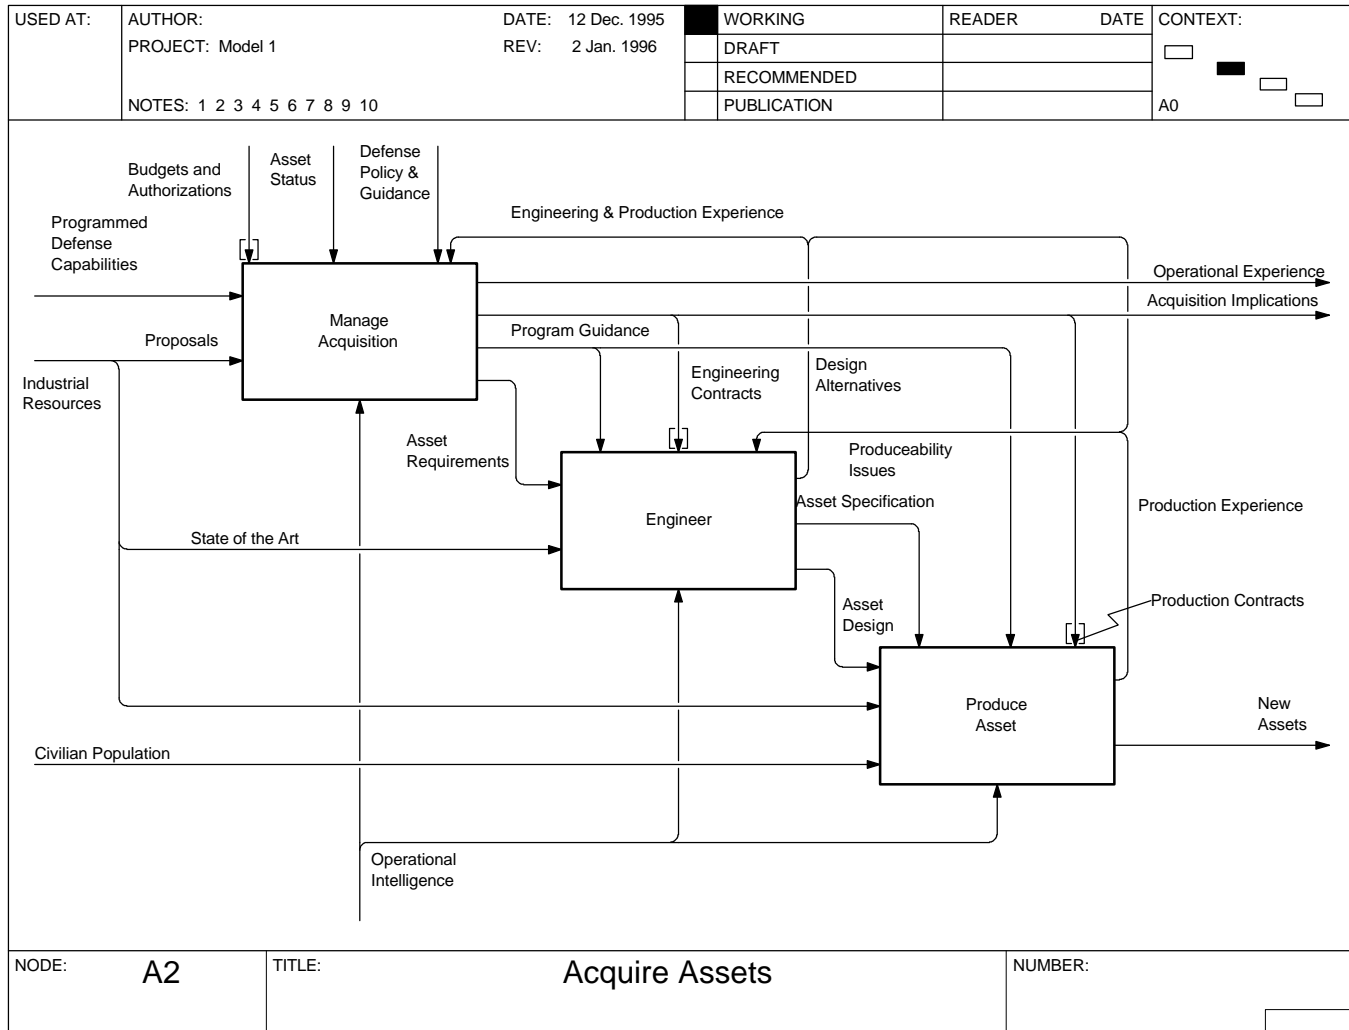 USED AT:
AUTHOR:
DATE: 12 Dec. 1995
WORKING
READER DATE
CONTEXT:
PROJECT: Model 1
REV: 2 Jan. 1996
DRAFT
RECOMMENDED
NOTES: 1 2 3 4 5 6 7 8 9 10
PUBLICATION
A0
Budgets and
Authorizations
Asset
Status
Defense
Policy &
Guidance
Programmed
Defense
Capabilities
Engineering & Production Experience
Operational Experience
Acquisition Implications
Manage
Acquisition
Program Guidance
Proposals
Industrial
Resources
Engineering
Contracts
Design
Alternatives
Asset
Requirements
Produceability
Issues
Asset Specification
Production Experience
Engineer
State of the Art
Asset
Design
Production Contracts
Produce
Asset
New
Assets
Civilian Population
Operational
Intelligence
NODE:
A2
TITLE:
Acquire Assets
NUMBER: